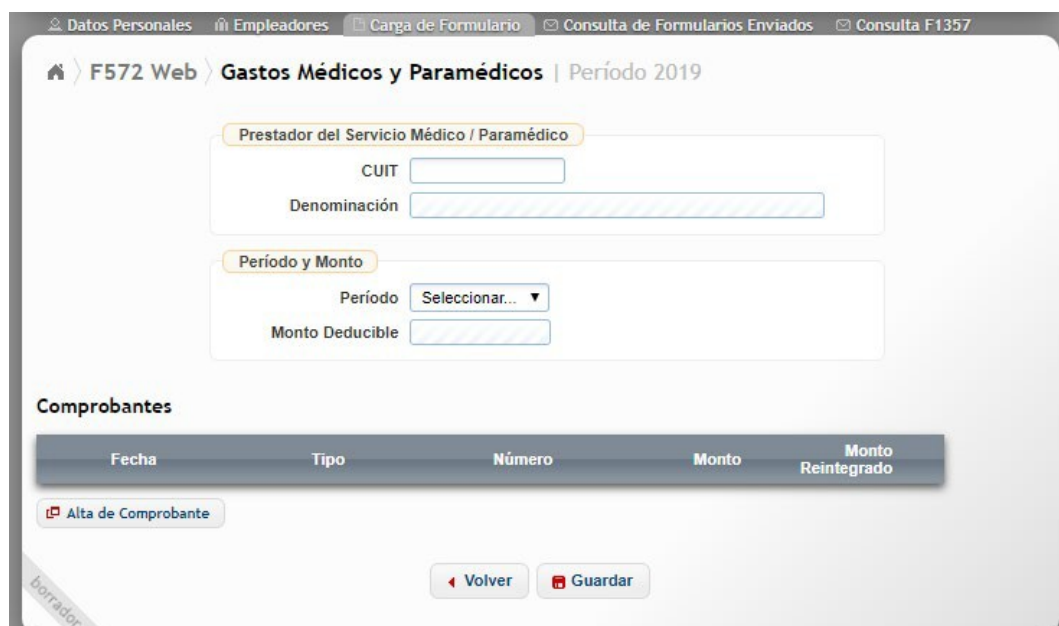 Datos Personales Empleadores Carga de Formulario Consulta de Formularios Enviados Consulta F1357
F572 Web Gastos Médicos y Paramédicos | Período 2019
Prestador del Servicio Médico / Paramédico
CUIT
Denominación
Período y Monto
Período Seleccionar...
Monto Deducible
Comprobantes
Fecha Tipo Número Monto Monto
Reintegrado
Alta de Comprobante
Volver Guardar
borrador